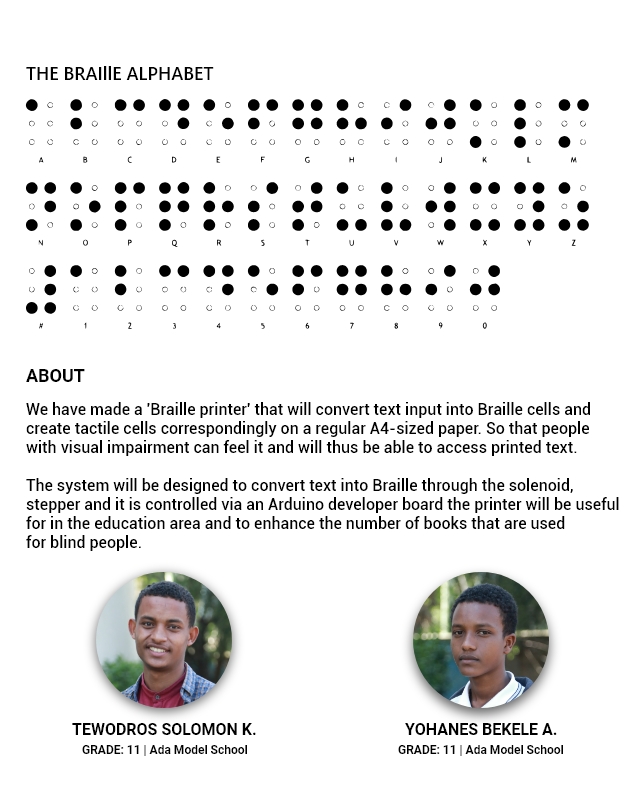 THE BRAIllE ALPHABET
A B C D E F G H I J K L M
N O P Q R S T U V W X Y Z
# 1 2 3 4 5 6 7 8 9 0
ABOUT
We have made a 'Braille printer' that will convert text input into Braille cells and
create tactile cells correspondingly on a regular A4-sized paper. So that people
with visual impairment can feel it and will thus be able to access printed text.
The system will be designed to convert text into Braille through the solenoid,
stepper and it is controlled via an Arduino developer board the printer will be useful
for in the education area and to enhance the number of books that are used
for blind people.
TEWODROS SOLOMON K. YOHANES BEKELE A.
GRADE: 11 | Ada Model School GRADE: 11 | Ada Model School